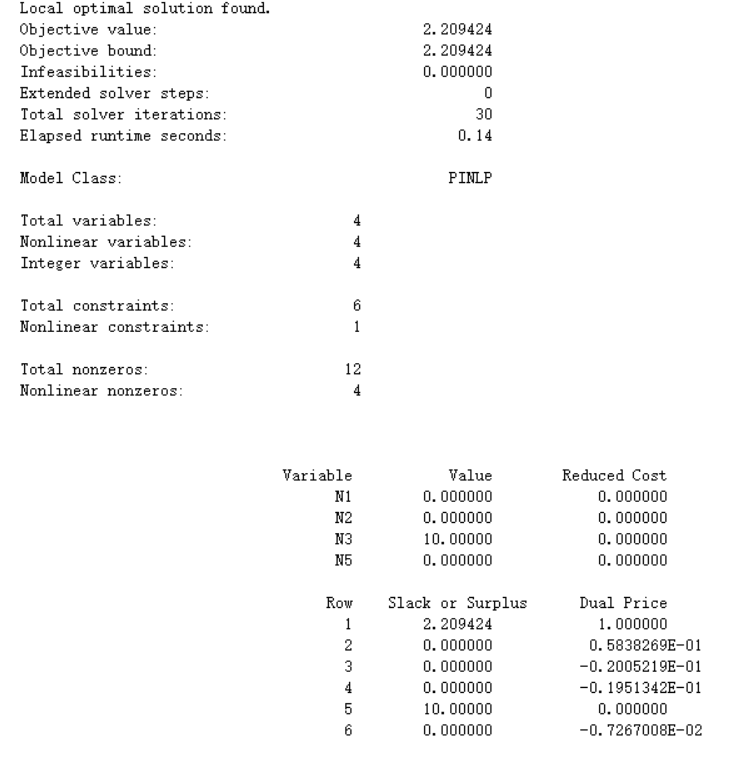 Local optimal solution found.
Objective value: 2.209424
Objective bound: 2.209424
Infeasibilities: 0.000000
Extended solver steps: 0
Total solver iterations: 30
Elapsed runtime seconds: 0.14
Model Class: PINLP
Total variables: 4
Nonlinear variables: 4
Integer variables: 4
Total constraints: 6
Nonlinear constraints: 1
Total nonzeros: 12
Nonlinear nonzeros: 4
Variable Value Reduced Cost
N1 0.000000 0.000000
N2 0.000000 0.000000
N3 10.00000 0.000000
N5 0.000000 0.000000
Row Slack or Surplus Dual Price
1 2.209424 1.000000
2 0.000000 0.5838269E-01
3 0.000000 -0.2005219E-01
4 0.000000 -0.1951342E-01
5 10.00000 0.000000
6 0.000000 -0.7267008E-02